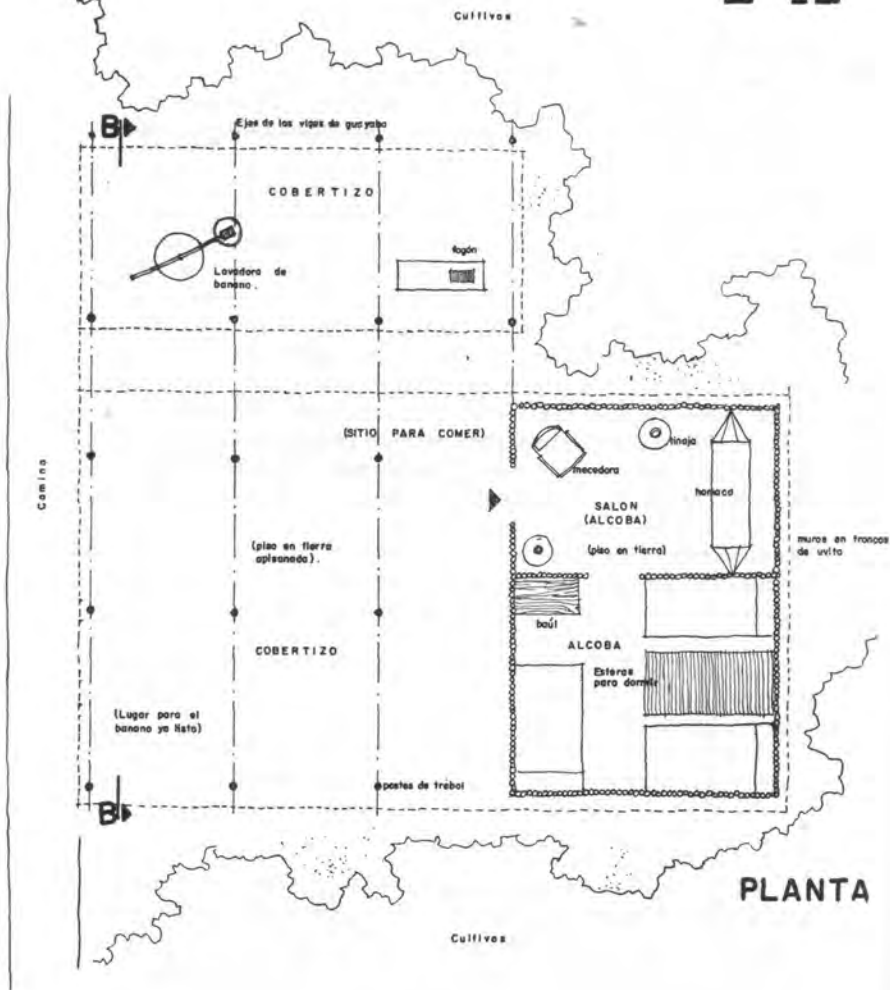 Cultivos
B
Ejes de las vigas de guayabo
COBERTIZO
fogón
Lavadora de
banano.
(SITIO PARA COMER)
tinaja
mecedora
hamaca
Camino
SALON
(ALCOBA)
(piso en tierra)
(piso en tierra
apisonada).
muros en troncos
de uvito
baúl
ALCOBA
COBERTIZO
Esteras
para dormir
(Lugar para el
banano ya listo)
postes de trebol
B
PLANTA
Cultivos